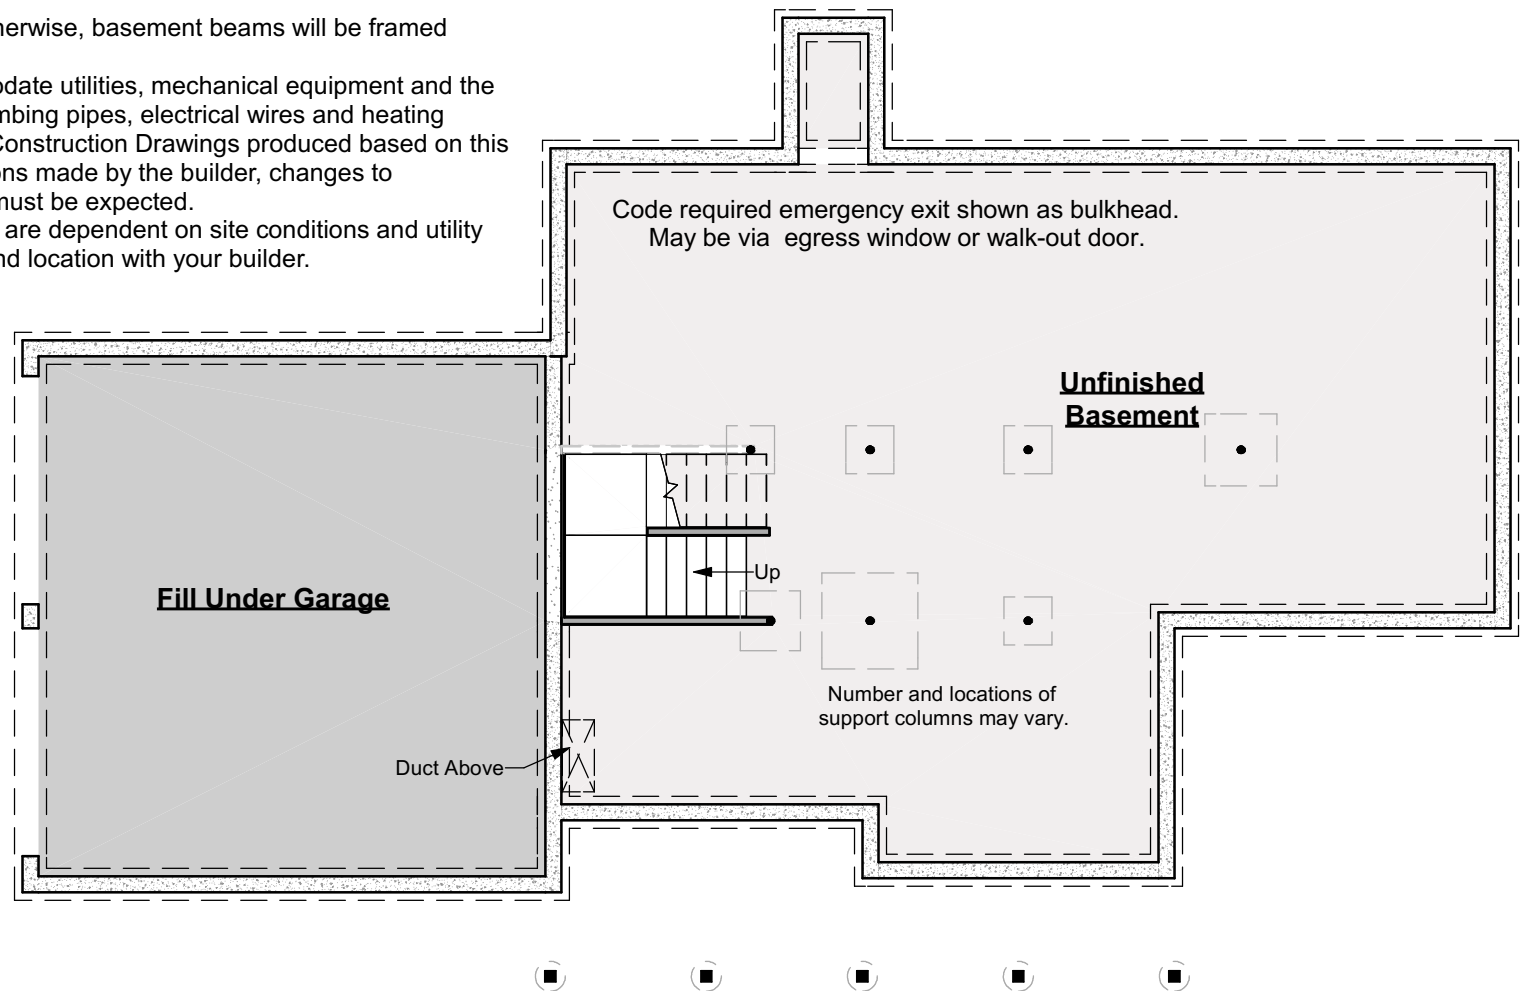 herwise, basement beams will be framed
odate utilities, mechanical equipment and the
mbing pipes, electrical wires and heating
Construction Drawings produced based on this
ons made by the builder, changes to
must be expected.
are dependent on site conditions and utility
nd location with your builder.
Code required emergency exit shown as bulkhead.
May be via egress window or walk-out door.
Unfinished
Basement
Up
Fill Under Garage
Number and locations of
support columns may vary.
Duct Above